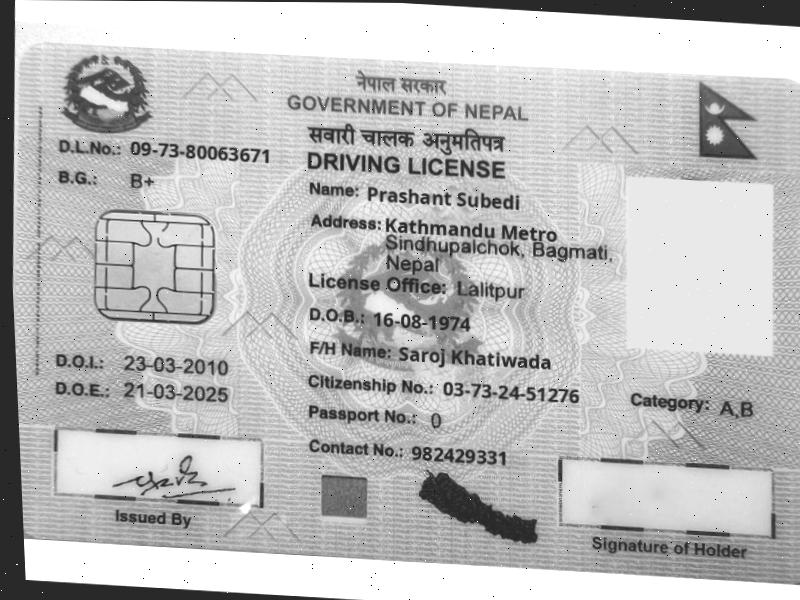 नेपाल सरकार
GOVERNMENT OF NEPAL
सवारी चालक अनुमतिपत्र
DRIVING LICENSE
D.L.No.: 09-73-80063671
B.G.: B+
Name: Prashant Subedi
Address: Kathmandu Metro
Sindhupalchok, Bagmati,
Nepal
License Office: Lalitpur
D.O.B.: 16-08-1974
F/H Name: Saroj Khatiwada
D.O.I.: 23-03-2010
D.O.E.: 21-03-2025
Citizenship No.: 03-73-24-51276
Category: A,B
Passport No.: 0
Contact No.: 982429331
Issued By
Signature of Holder